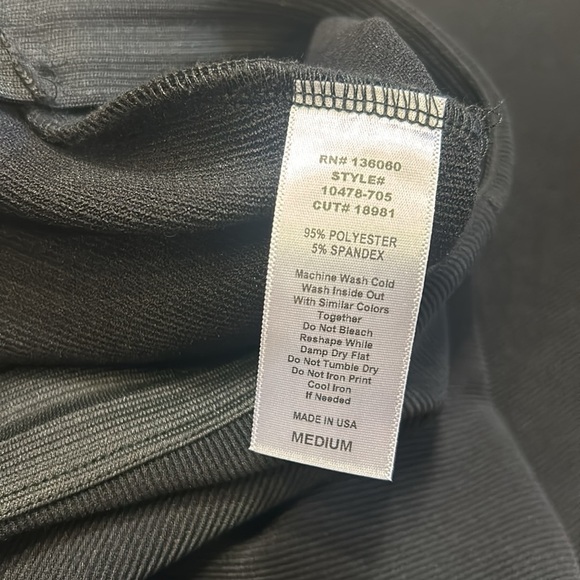 RN# 136060
STYLE#
10478-705
CUT# 18981
95% POLYESTER
5% SPANDEX
Machine Wash Cold
Wash Inside Out
With Similar Colors
Together
Do Not Bleach
Reshape While
Damp Dry Flat
Do Not Tumble Dry
Do Not Iron Print
Cool Iron
If Needed
MADE IN USA
MEDIUM